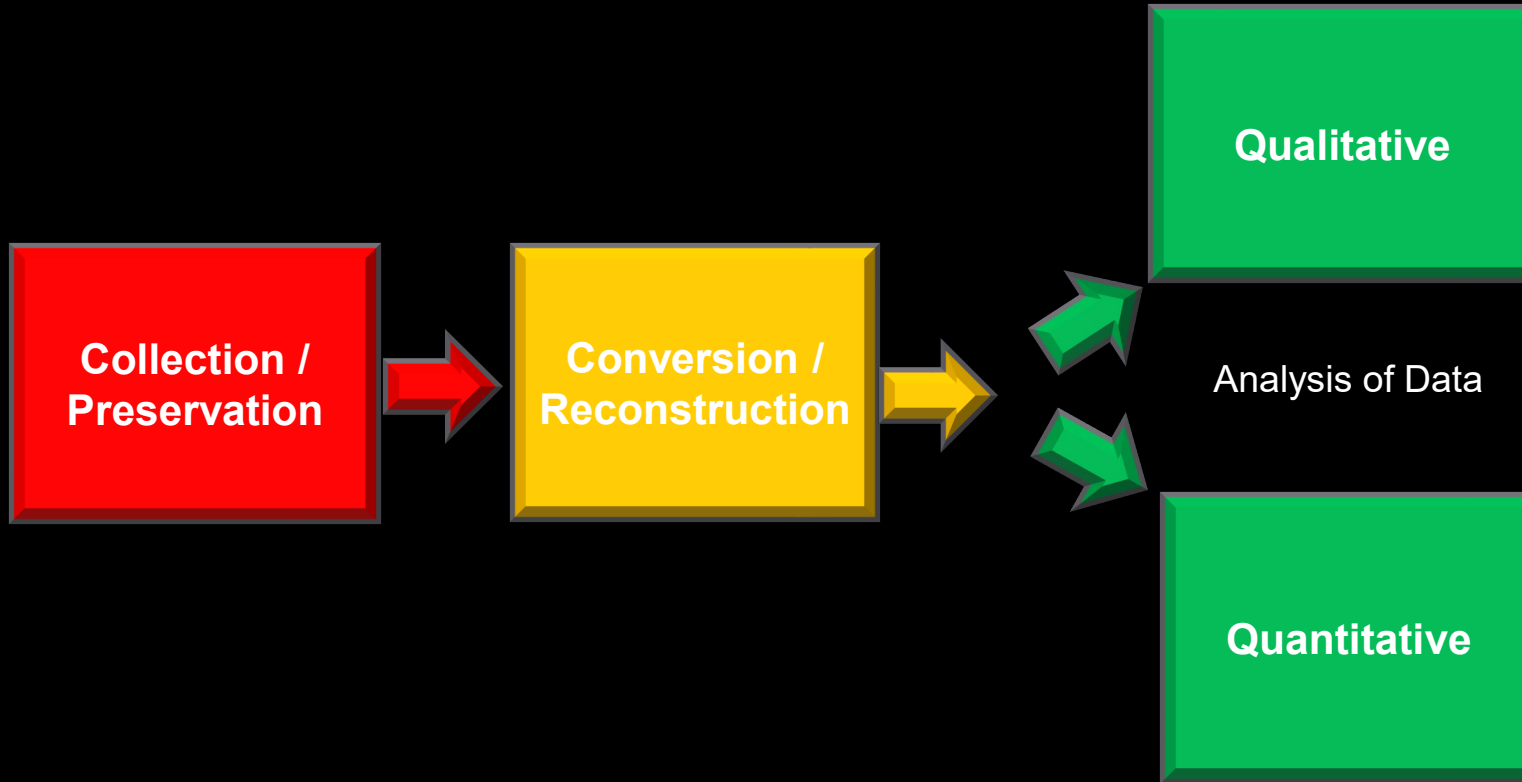 Collection /
Preservation
Conversion /
Reconstruction
Qualitative
Analysis of Data
Quantitative